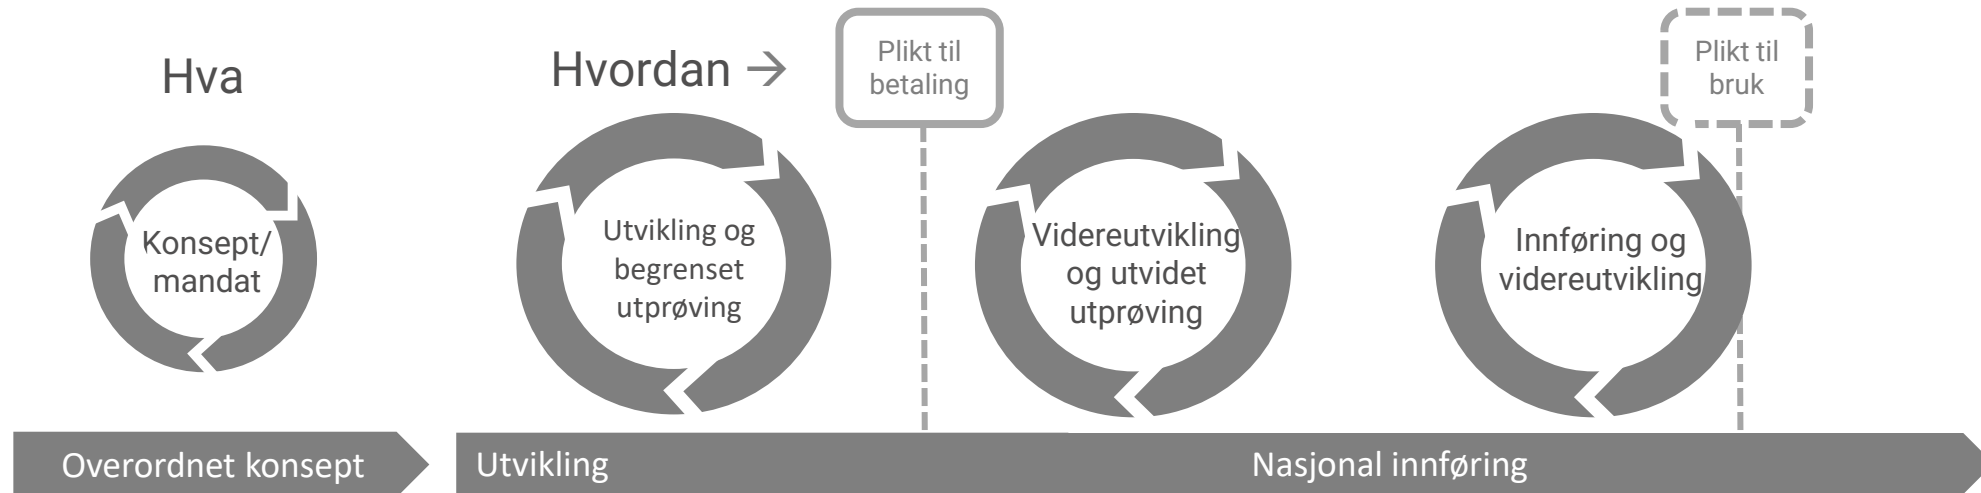 Hva
Hvordan →
Plikt til
betaling
Plikt til
bruk
Konsept/
mandat
Utvikling og
begrenset
utprøving
Videreutvikling
og utvidet
utprøving
Innføring og
videreutvikling
Overordnet konsept
Utvikling
Nasjonal innføring